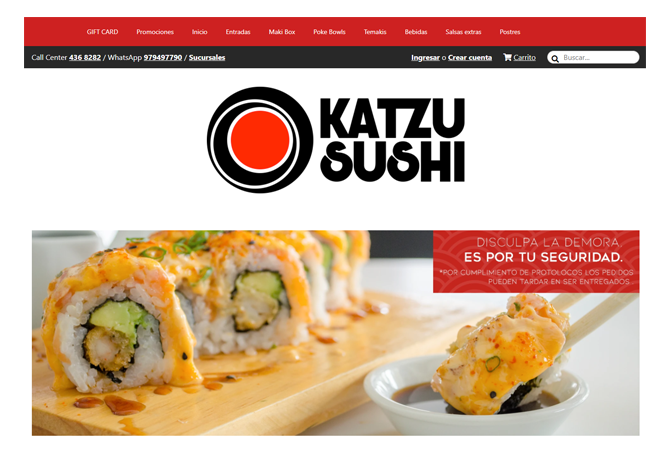 GIFT CARD Promociones Inicio Entradas Maki Box Poke Bowls Temakis Bebidas Salsas extras Postres
Call Center 436 8282 / WhatsApp 979497790 / Sucursales Ingresar o Crear cuenta Carrito Buscar...
KATZU
SUSHI
DISCULPA LA DEMORA,
ES POR TU SEGURIDAD.
*POR CUMPLIMIENTO DE PROTOLOCOS LOS PEDIDOS
PUEDEN TARDAR EN SER ENTREGADOS.